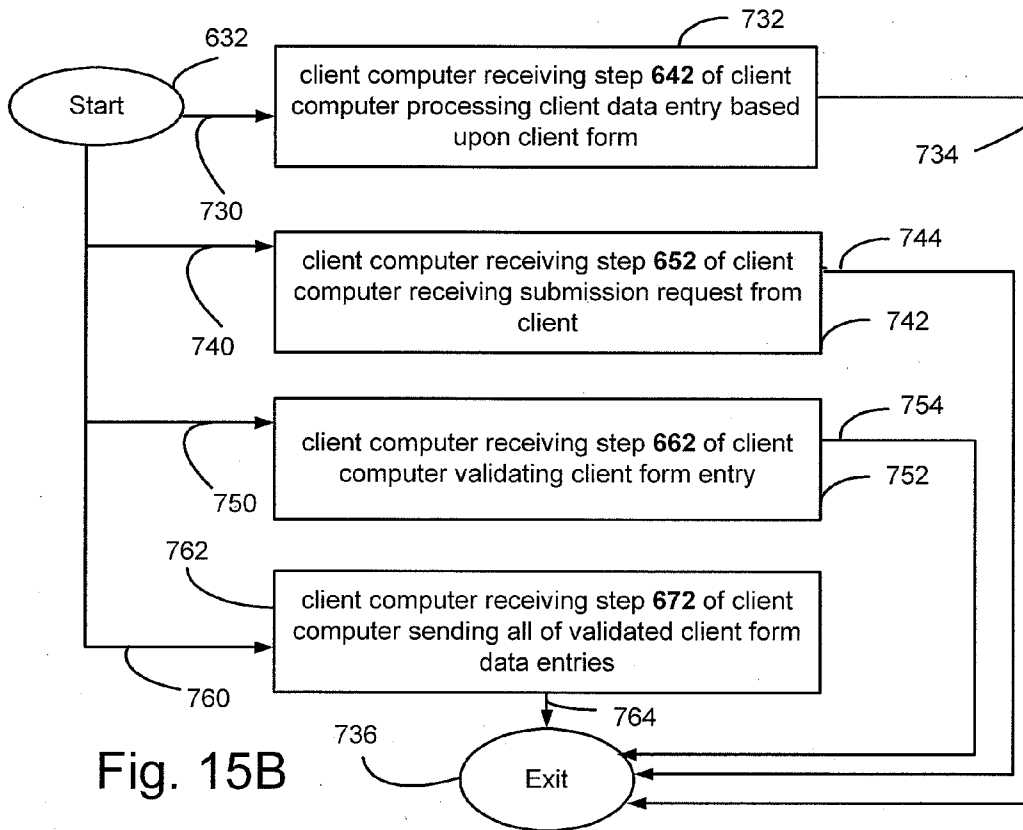 632
732
Start
client computer receiving step 642 of client
computer processing client data entry based
upon client form
734
730
744
client computer receiving step 652 of client
computer receiving submission request from
client
740
742
754
client computer receiving step 662 of client
computer validating client form entry
750
752
762
client computer receiving step 672 of client
computer sending all of validated client form
data entries
760
764
736
Exit
Fig. 15B